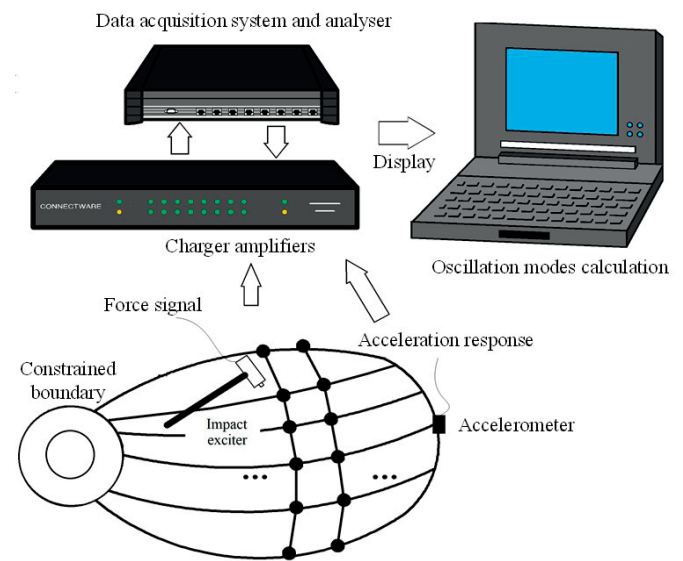 Data acquisition system and analyser
Display
CONNECTWARE
Charger amplifiers
Oscillation modes calculation
Force signal
Acceleration response
Constrained
boundary
Impact
exciter
Accelerometer
...
...